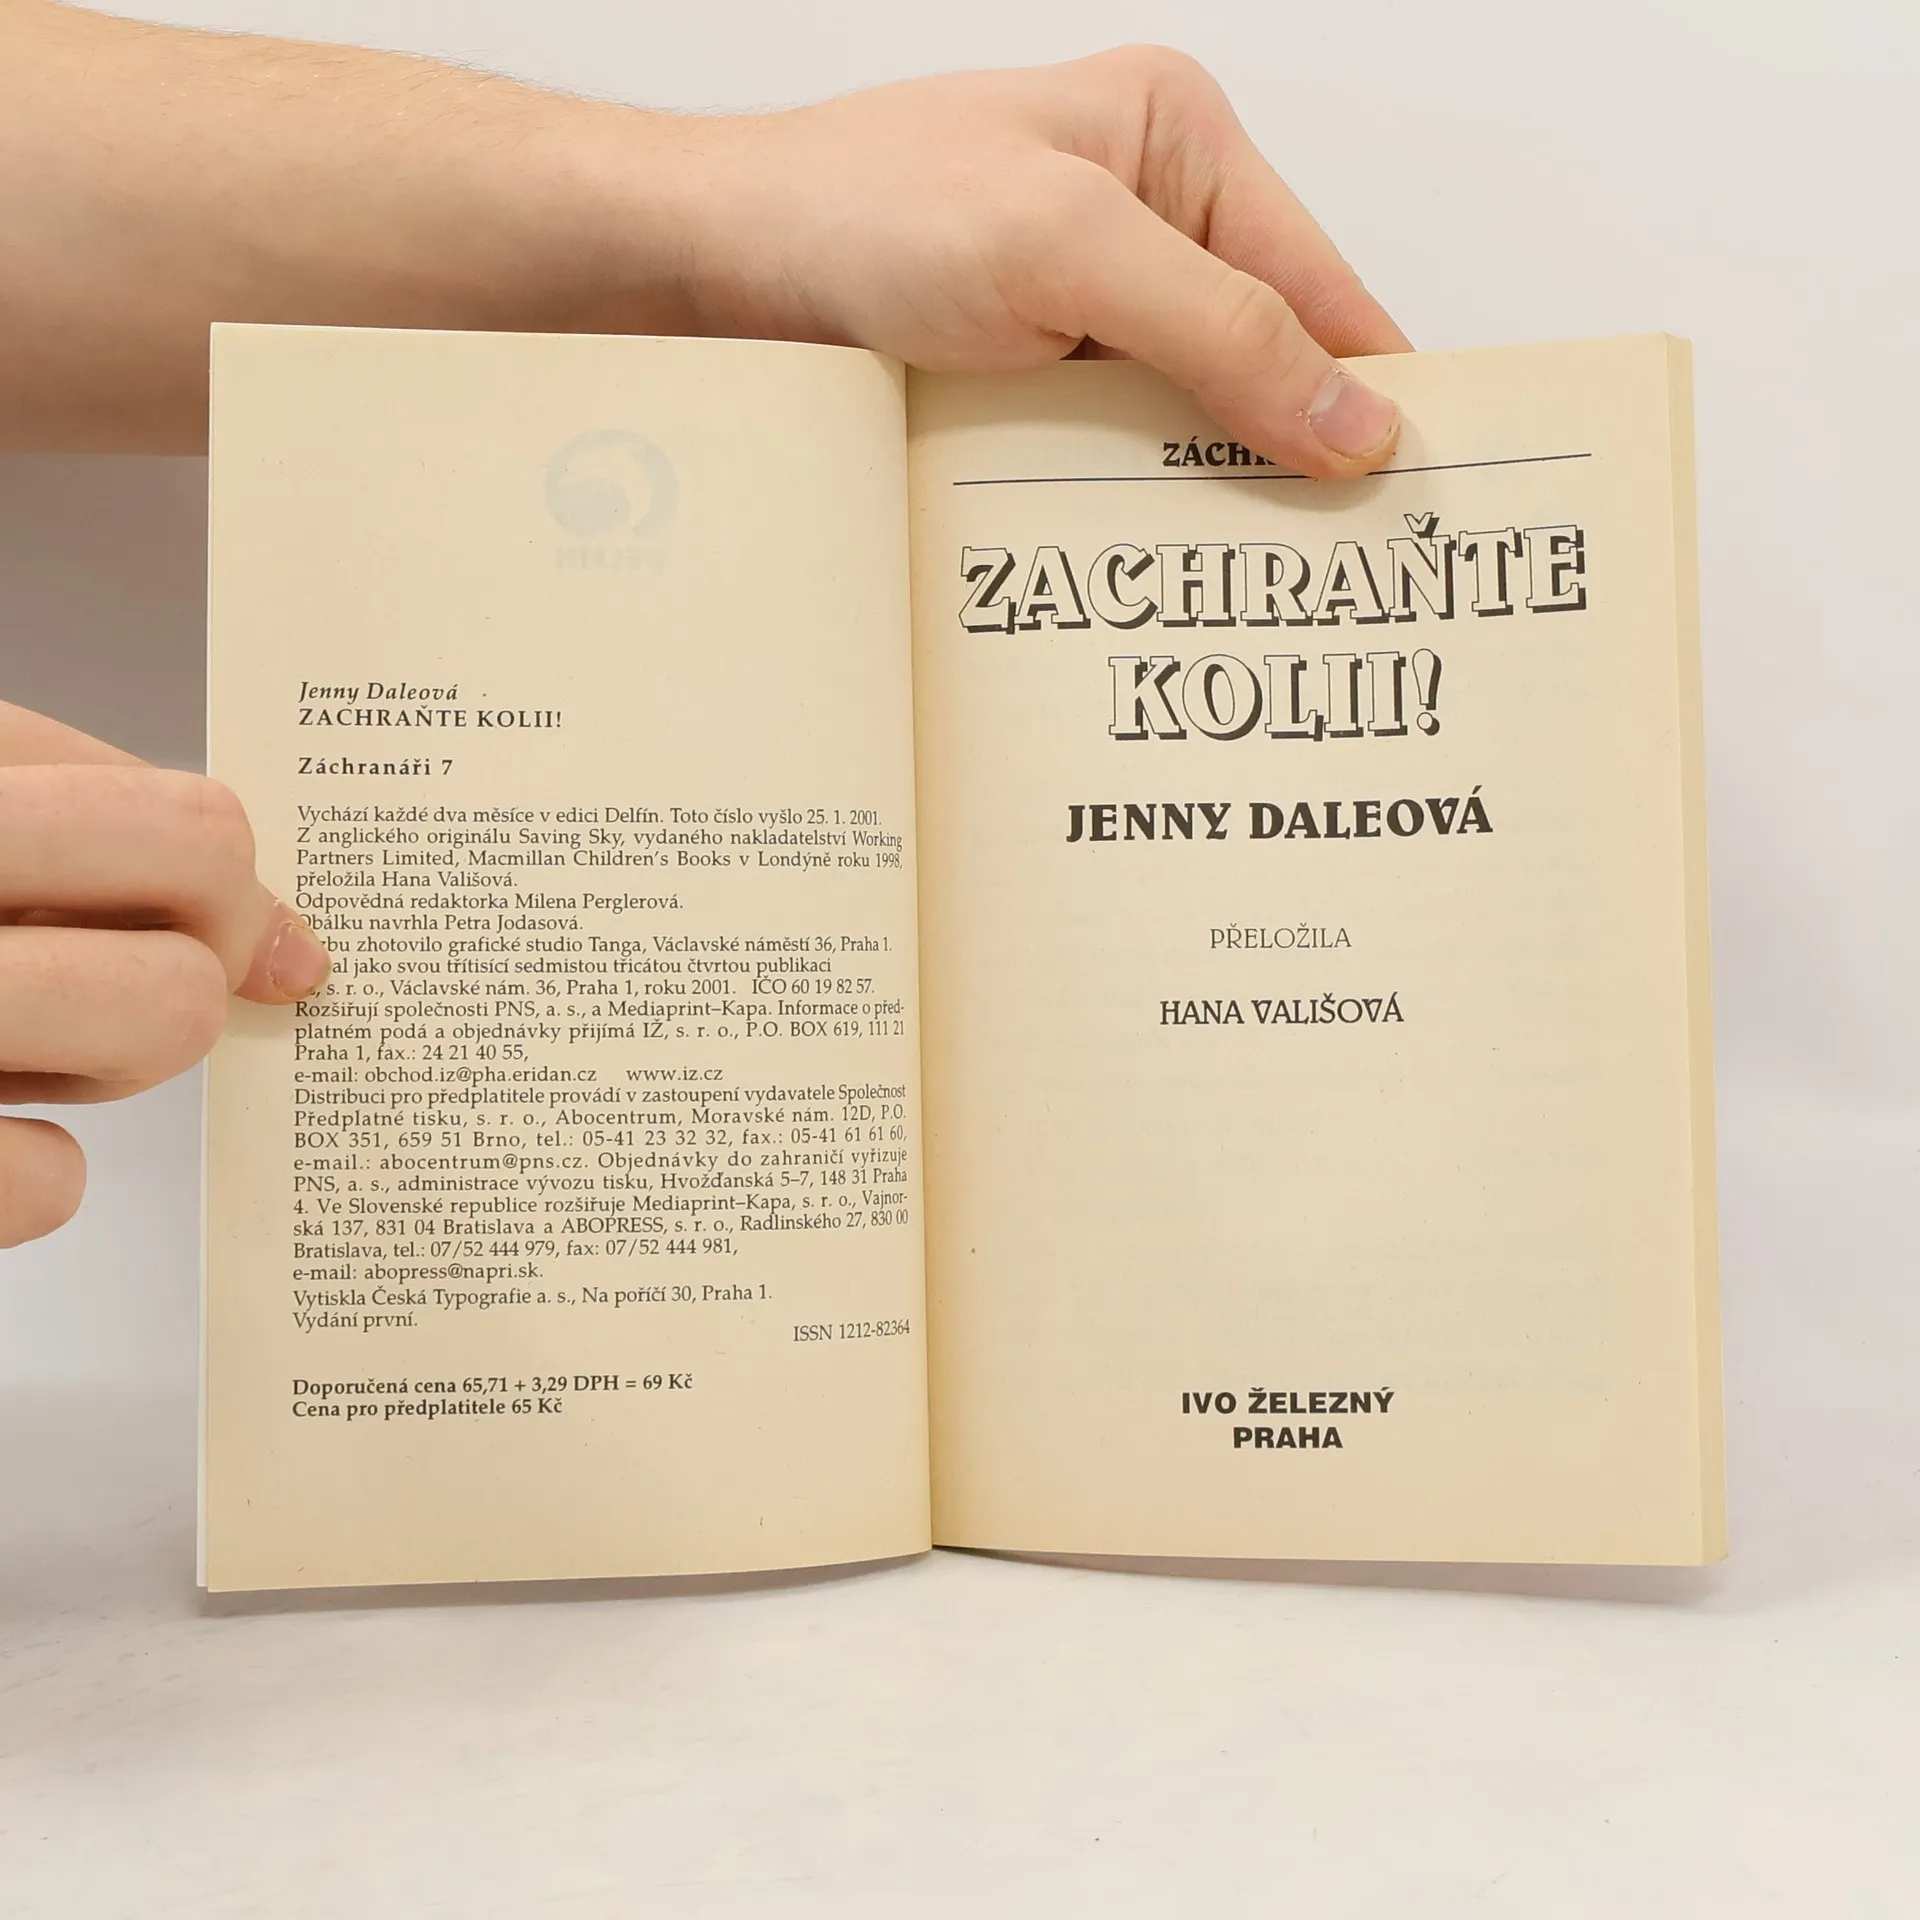 Jenny Daleová
ZACHRAŇTE KOLII!
Záchranáři 7
Vychází každé dva měsíce v edici Delfín. Toto číslo vyšlo 25. 1. 2001.
Z anglického originálu Saving Sky, vydaného nakladatelství Working
Partners Limited, Macmillan Children's Books v Londýně roku 1998,
přeložila Hana Vališová.
Odpovědná redaktorka Milena Perglerová.
Obálku navrhla Petra Jodasová.
zhotovilo grafické studio Tanga, Václavské náměstí 36, Praha 1.
jako svou třítisící sedmistou třicátou čtvrtou publikaci
s. r. o., Václavské nám. 36, Praha 1, roku 2001. IČO 60 19 82 57.
Rozšiřují společnosti PNS, a. s., a Mediaprint–Kapa. Informace o před-
platném podá a objednávky přijímá IŽ, s. r. o., P.O. BOX 619, 111 21
Praha 1, fax.: 24 21 40 55,
e-mail: obchod.iz@pha.eridan.cz www.iz.cz
Distribuci pro předplatitele provádí v zastoupení vydavatele Společnost
Předplatné tisku, s. r. o., Abocentrum, Moravské nám. 12D, P.O.
BOX 351, 659 51 Brno, tel.: 05-41 23 32 32, fax.: 05-41 61 61 60,
e-mail.: abocentrum@pns.cz. Objednávky do zahraničí vyřizuje
PNS, a. s., administrace vývozu tisku, Hvožďanská 5–7, 148 31 Praha
4. Ve Slovenské republice rozšiřuje Mediaprint–Kapa, s. r. o., Vajnor-
ská 137, 831 04 Bratislava a ABOPRESS, s. r. o., Radlinského 27, 830 00
Bratislava, tel.: 07/52 444 979, fax: 07/52 444 981,
e-mail: abopress@napri.sk.
Vytiskla Česká Typografie a. s., Na poříčí 30, Praha 1.
Vydání první.
ISSN 1212-82364
Doporučená cena 65,71 + 3,29 DPH = 69 Kč
Cena pro předplatitele 65 Kč
ZACHRAŇTE
KOLII!
JENNY DALEOVÁ
PŘELOŽILA
HANA VALIŠOVÁ
IVO ŽELEZNÝ
PRAHA